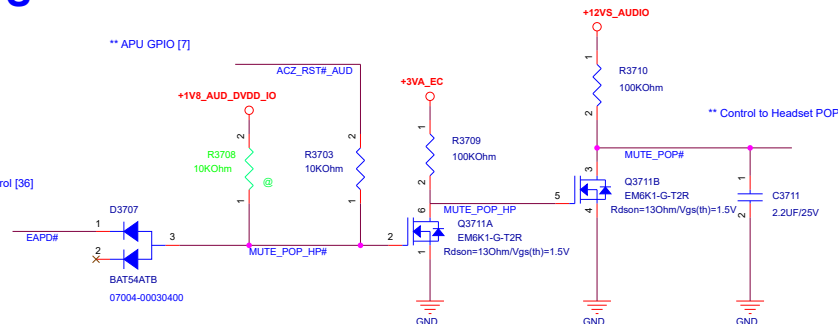 +12VS_AUDIO
** APU GPIO [7]
ACZ_RST#_AUD
+3VA_EC
+1V8_AUD_DVDD_IO
1
R3710
100KOhm
2
** Control to Headset POP
2
R3708
10KOhm
@
1
2
R3703
10KOhm
1
1
R3709
100KOhm
2
MUTE_POP#
rol [36]
D3707
1
2
3
EAPD#
BAT54ATB
07004-00030400
MUTE_POP_HP#
MUTE_POP_HP
6
2
1
Q3711A
EM6K1-G-T2R
Rdson=13Ohm/Vgs(th)=1.5V
3
5
4
Q3711B
EM6K1-G-T2R
Rdson=13Ohm/Vgs(th)=1.5V
1
2
C3711
2.2UF/25V
GND
GND
GND